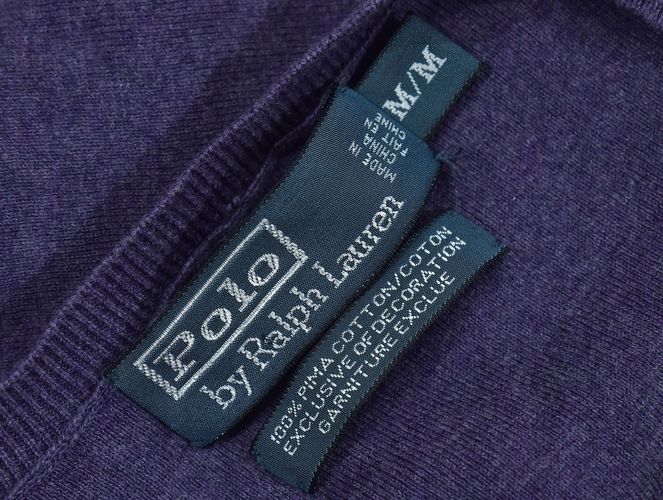 M/M
MADE IN
CHINA
FAIT EN
CHINE
Polo
by Ralph Lauren
100% PIMA COTTON/COTON
EXCLUSIVE OF DECORATION
GARNITURE EXCLUE